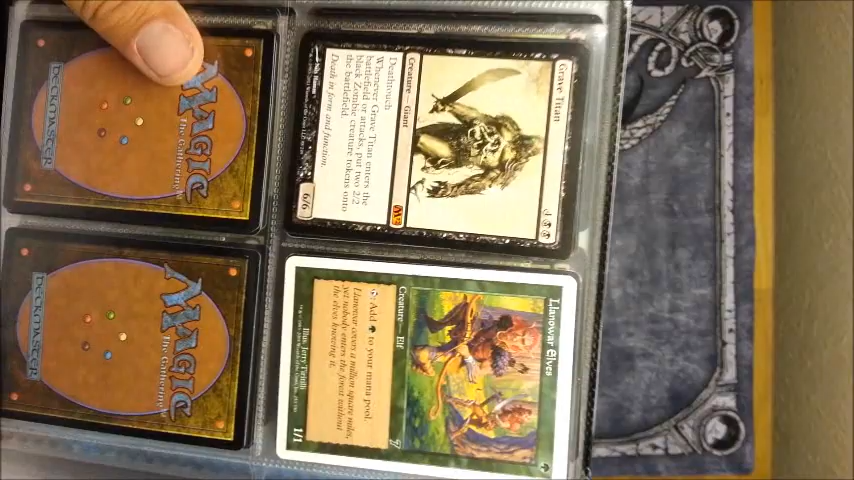 Grave Titan
4
Creature — Giant
Deathtouch
Whenever Grave Titan enters the
battlefield or attacks, put two 2/2
black Zombie creature tokens onto
the battlefield.
Death in form and function.
6/6
Llanowar Elves
Creature — Elf
: Add to your mana pool.
Llanowar elves a million square miles,
yet nobody enters the forest without
the elves knowing it.
Illus.
1/1
MAGIC
The Gathering
DECKMASTER
MAGIC
The Gathering
DECKMASTER